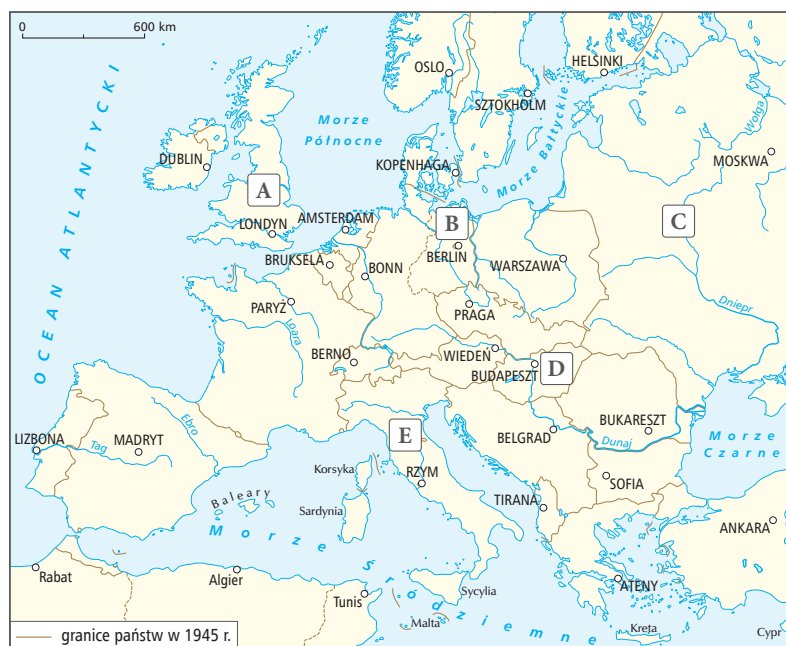 0 600 km
OCEAN ATLANTYCKI
OSLO
HELSINKI
SZTOKHOLM
Morze
Północne
Morze Bałtyckie
Wołga
MOSKWA
DUBLIN
KOPENHAGA
A
B
C
LONDYN
AMSTERDAM
BERLIN
BRUKSELA
BONN
WARSZAWA
PARYŻ
PRAGA
Dniepr
Loara
BERNO
WIEDEŃ
BUDAPESZT
D
LIZBONA
MADRYT
Tag
Ebro
E
BELGRAD
BUKARESZT
Dunaj
Morze
Czarne
Korsyka
RZYM
SOFIA
Baleary
Sardynia
TIRANA
ANKARA
Morze Śródziemne
Rabat
Algier
Tunis
Sycylia
ATENY
Malta
Kreta
Cypr
granice państw w 1945 r.